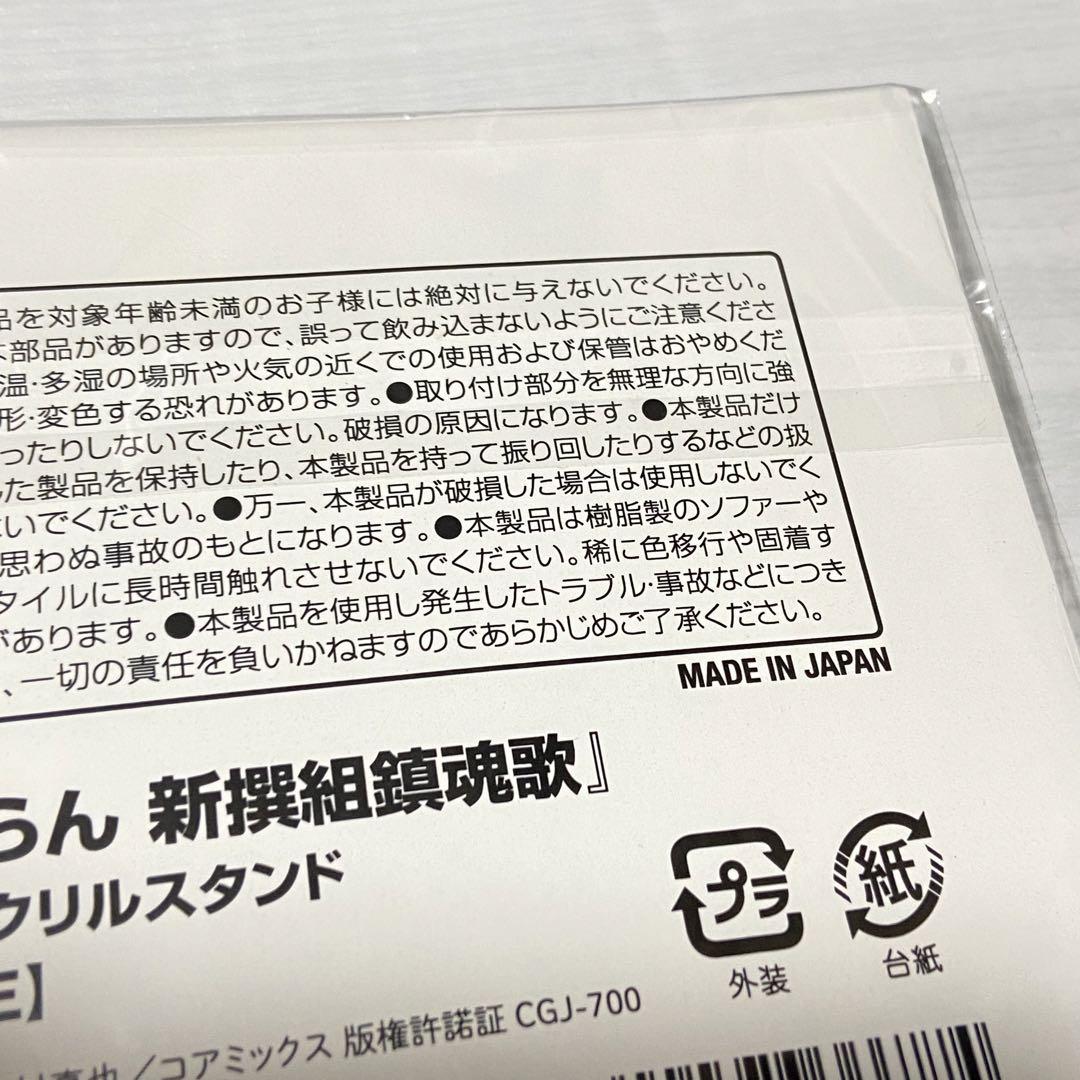 品を対象年齢未満のお子様には絶対に与えないでください。
部品がありますので、誤って飲み込まないようにご注意くださ
温・多湿の場所や火気の近くでの使用および保管はおやめくだ
形・変色する恐れがあります。●取り付け部分を無理な方向に強
ったりしないでください。破損の原因になります。●本製品だけ
た製品を保持したり、本製品を持って振り回したりするなどの扱
いでください。●万一、本製品が破損した場合は使用しないでく
思わぬ事故のもとになります。●本製品は樹脂製のソファーや
タイルに長時間触れさせないでください。稀に色移行や固着す
があります。●本製品を使用し発生したトラブル・事故などにつき
、一切の責任を負いかねますのであらかじめご了承ください。
MADE IN JAPAN
らん 新撰組鎮魂歌』
クリルスタンド
E】
プラ
外装
紙
台紙
真也／コアミックス 版権許諾証 CGJ-700